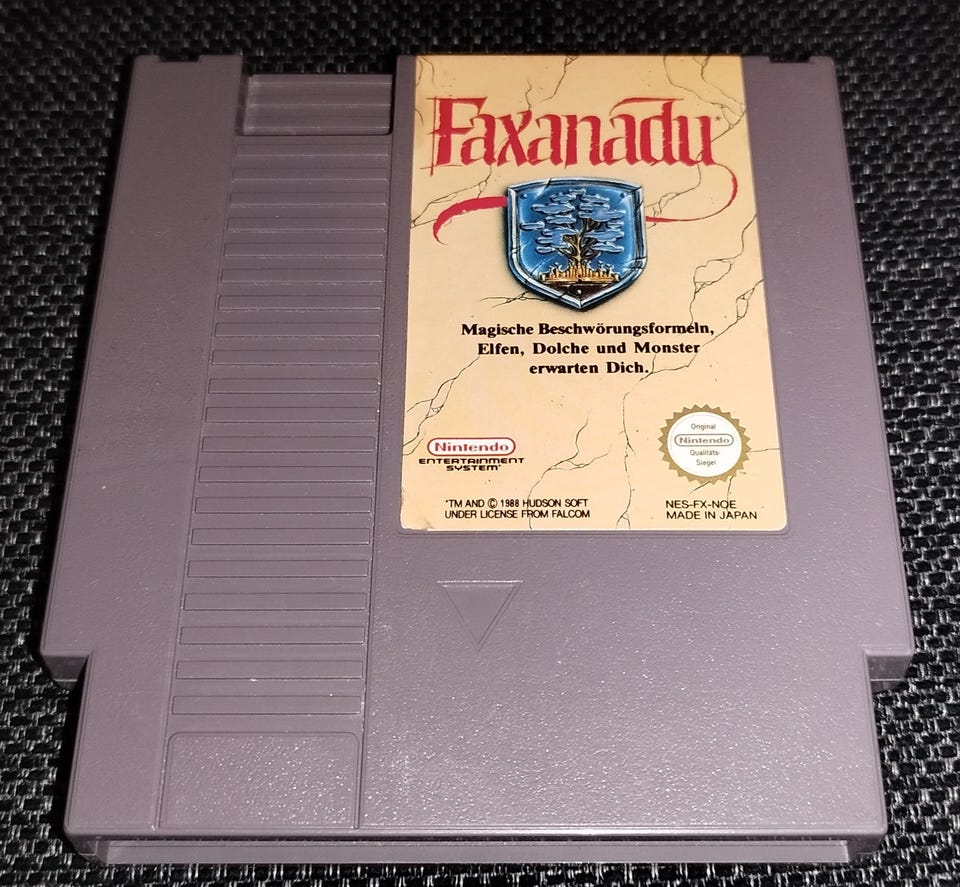 Faxanadu
Magische Beschwörungsformeln,
Elfen, Dolche und Monster
erwarten Dich.
Nintendo
ENTERTAINMENT
SYSTEM
Original
Nintendo
Qualitäts-
Siegel
*TM AND © 1988 HUDSON SOFT
UNDER LICENSE FROM FALCOM
NES-FX-NOE
MADE IN JAPAN